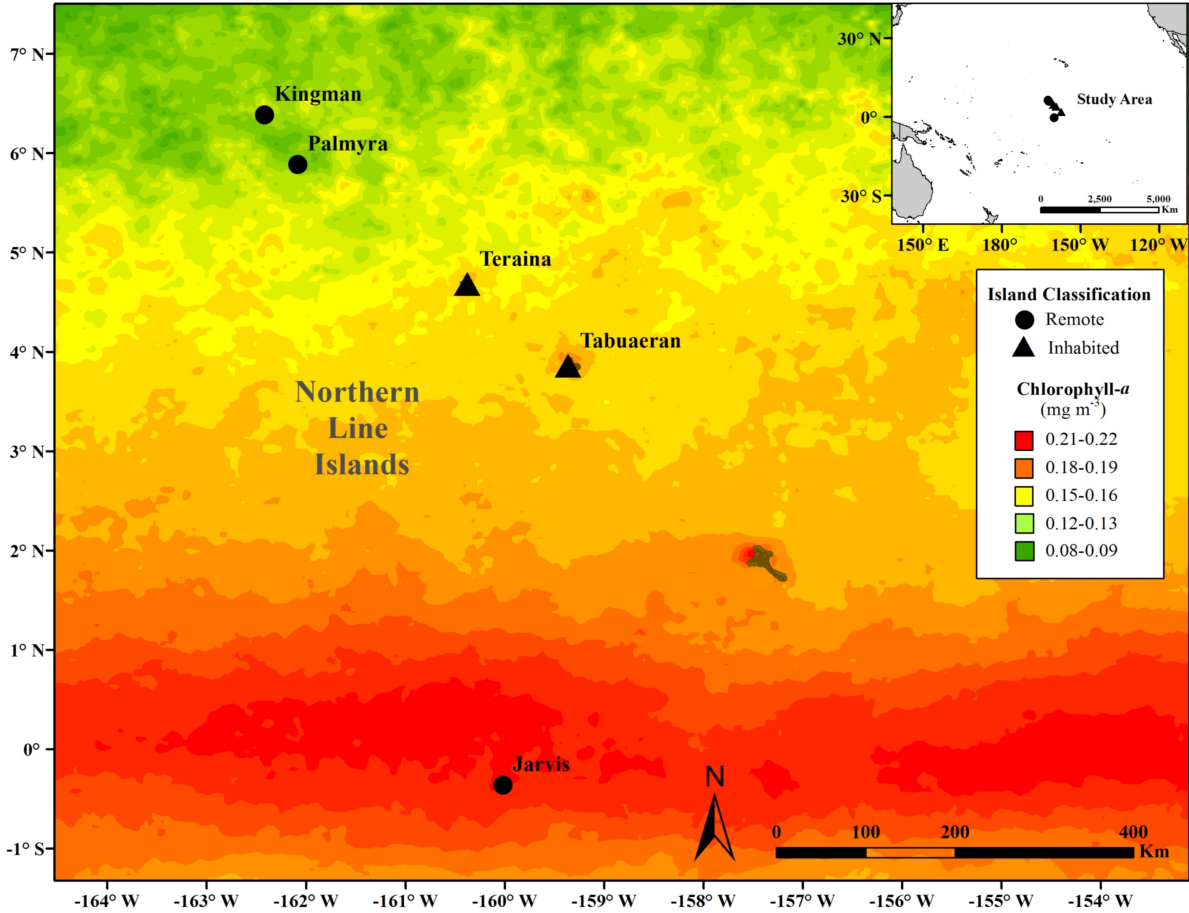 7° N
6° N
5° N
4° N
3° N
2° N
1° N
0°
-1° S
Kingman
Palmyra
Teraina
Tabuaeran
Northern
Line
Islands
Jarvis
30° N
0°
30° S
Study Area
0 2,500 5,000
Km
150° E 180° 150° W 120° W
Island Classification
Remote
Inhabited
Chlorophyll-a
(mg m⁻³)
0.21-0.22
0.18-0.19
0.15-0.16
0.12-0.13
0.08-0.09
N
0 100 200 400
Km
-164° W -163° W -162° W -161° W -160° W -159° W -158° W -157° W -156° W -155° W -154° W